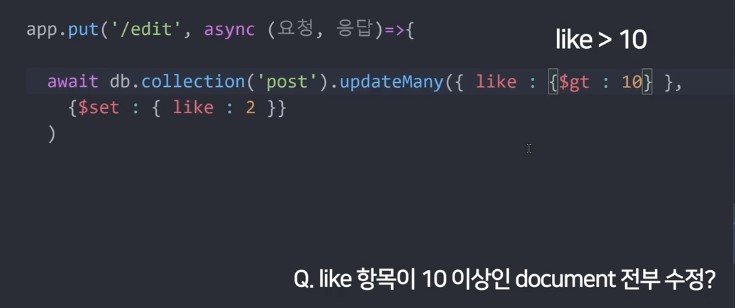 app.put('/edit', async (요청, 응답)=>{
like > 10
await db.collection('post').updateMany({ like : {$gt : 10} },
{$set : { like : 2 }}
)
Q. like 항목이 10 이상인 document 전부 수정?